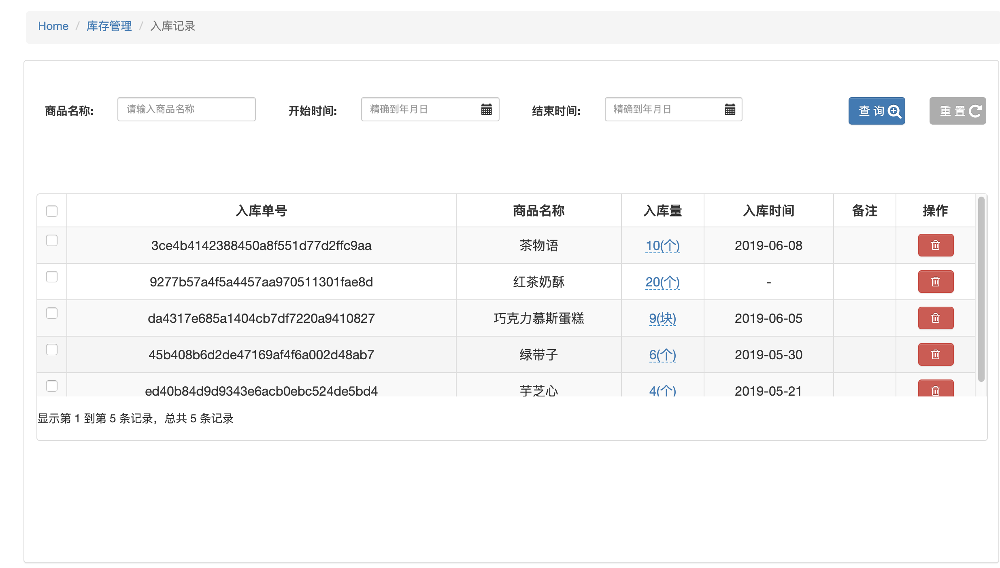 Home / 库存管理 / 入库记录
商品名称: 请输入商品名称 开始时间: 精确到年月日 结束时间: 精确到年月日 查 询 重 置
入库单号 商品名称 入库量 入库时间 备注 操作
3ce4b4142388450a8f551d77d2ffc9aa 茶物语 10(个) 2019-06-08
9277b57a4f5a4457aa970511301fae8d 红茶奶酥 20(个) -
da4317e685a1404cb7df7220a9410827 巧克力慕斯蛋糕 9(块) 2019-06-05
45b408b6d2de47169af4f6a002d48ab7 绿带子 6(个) 2019-05-30
ed40b84d9d9343e6acb0ebc524de5bd4 芋芝心 4(个) 2019-05-21
显示第 1 到第 5 条记录，总共 5 条记录